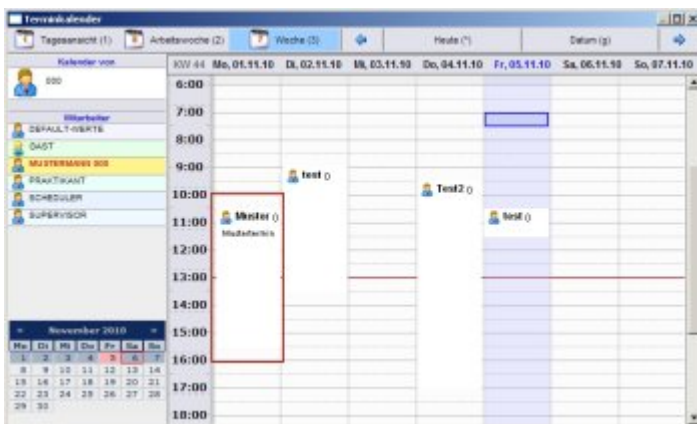 Terminkalender
Tagesansicht (1) Arbeitswoche (2) Woche (3) Heute (*) Datum (g)
Kalender von
KW 44 Mo, 01.11.10 Di, 02.11.10 Mi, 03.11.10 Do, 04.11.10 Fr, 05.11.10 Sa, 06.11.10 So, 07.11.10
Mitarbeiter
DEFAULT-WERTE
GAST
PRAKTIKANT
SCHEDULER
SUPERVISOR
6:00
7:00
8:00
9:00
test ()
Test2 ()
10:00
11:00
Muster ()
test ()
Mustertermin
12:00
13:00
14:00
15:00
16:00
17:00
18:00
« November 2010 »
Mo Di Mi Do Fr Sa So
1 2 3 4 5 6 7
8 9 10 11 12 13 14
15 16 17 18 19 20 21
22 23 24 25 26 27 28
29 30